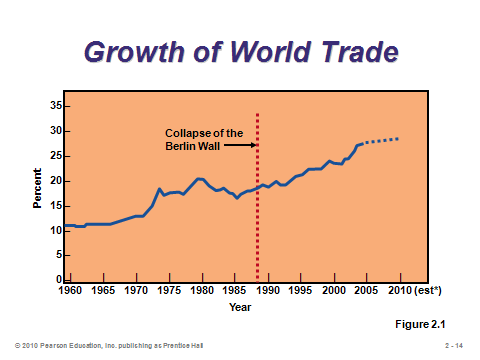 Growth of World Trade
35
30
25
20
15
10
5
0
Percent
Collapse of the
Berlin Wall
1960 1965 1970 1975 1980 1985 1990 1995 2000 2005 2010 (est*)
Year
Figure 2.1
© 2010 Pearson Education, Inc. publishing as Prentice Hall
2 - 14